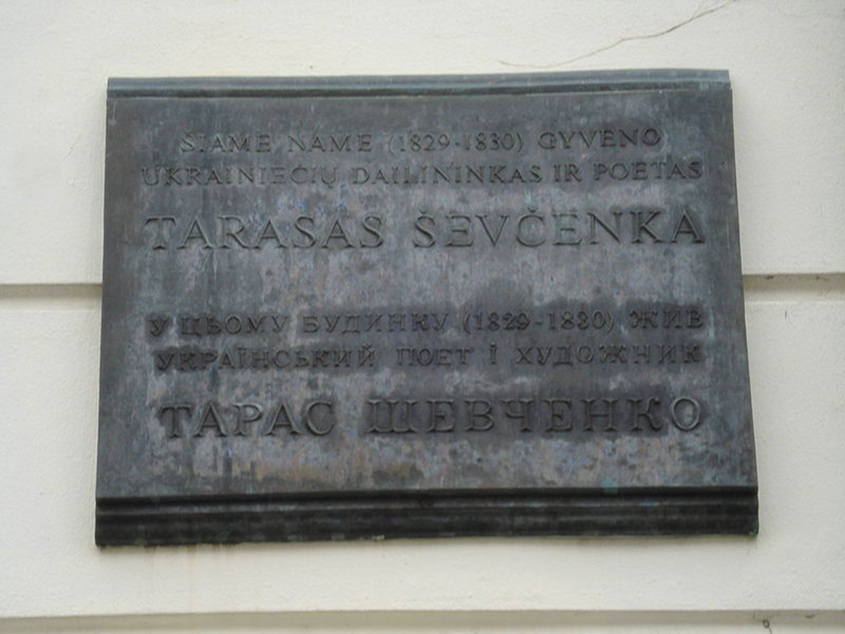 ŠIAME NAME (1829-1830) GYVENO
UKRAINIEČIŲ DAILININKAS IR POETAS
TARASAS ŠEVČENKA
У ЦЬОМУ БУДИНКУ (1829-1830) ЖИВ
УКРАЇНСЬКИЙ ПОЕТ І ХУДОЖНИК
ТАРАС ШЕВЧЕНКО